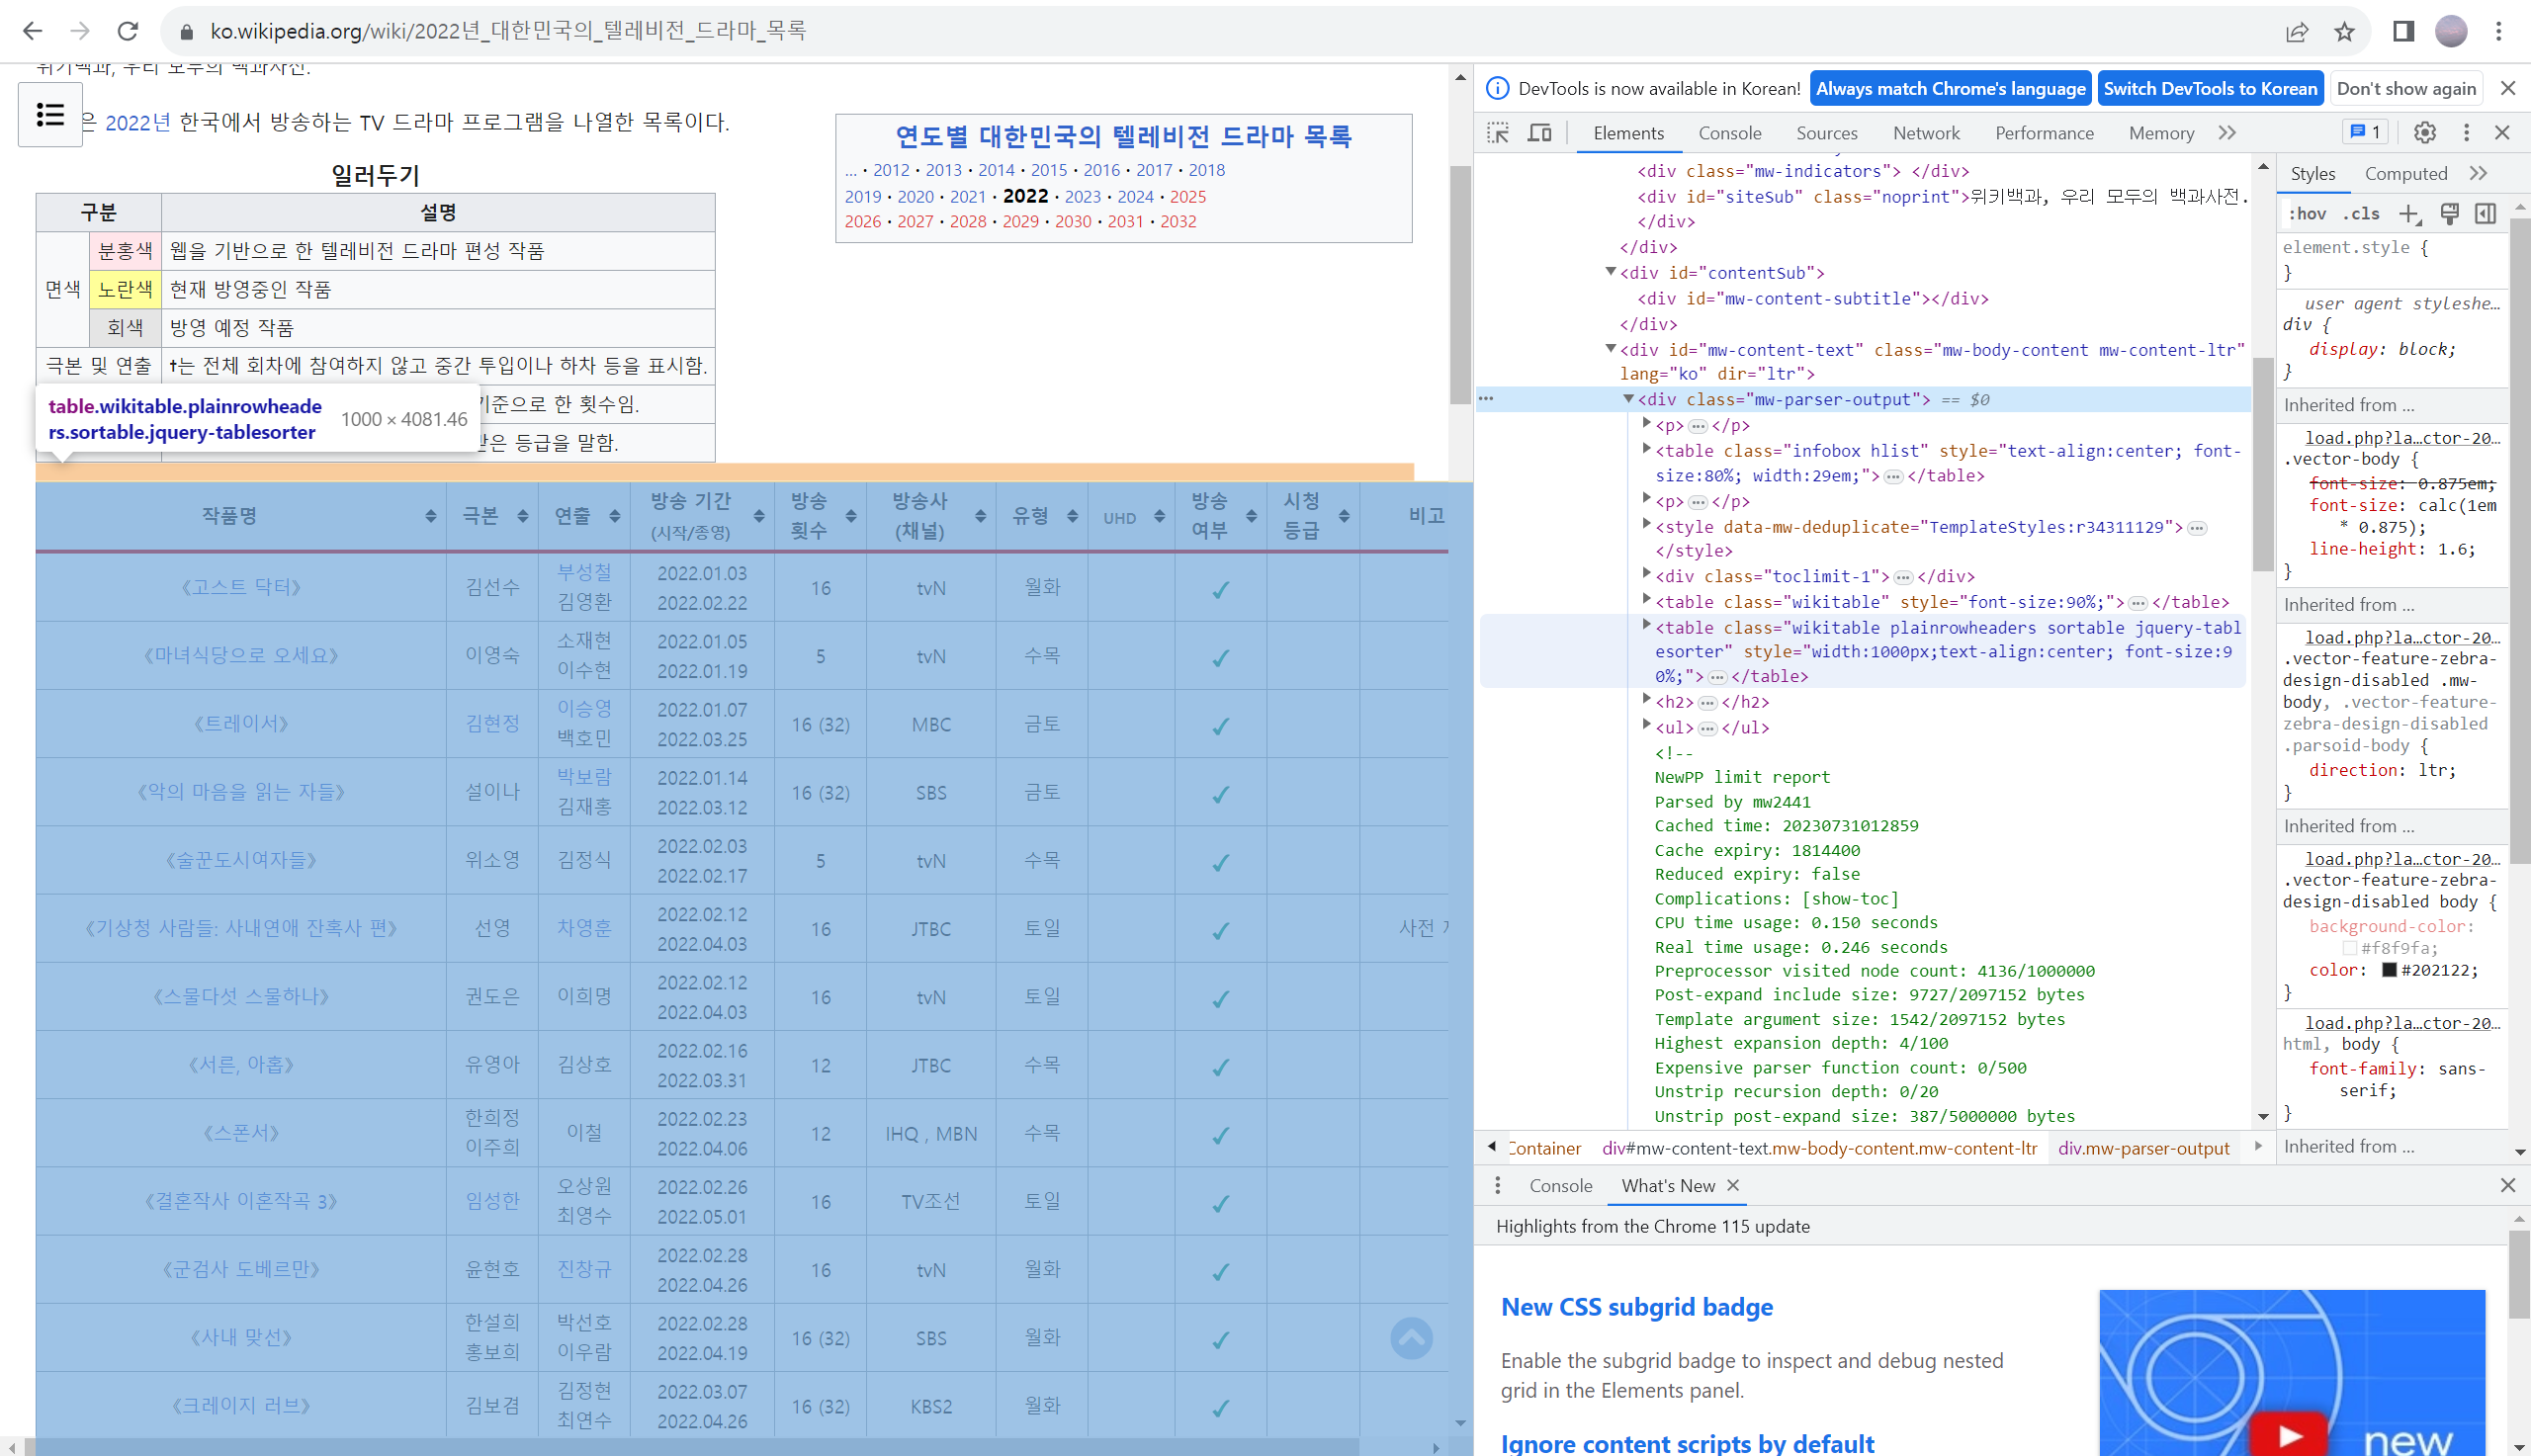 ko.wikipedia.org/wiki/2022년_대한민국의_텔레비전_드라마_목록
위키백과, 우리 모두의 백과사전.
은 2022년 한국에서 방송하는 TV 드라마 프로그램을 나열한 목록이다.
연도별 대한민국의 텔레비전 드라마 목록
... · 2012 · 2013 · 2014 · 2015 · 2016 · 2017 · 2018
2019 · 2020 · 2021 · 2022 · 2023 · 2024 · 2025
2026 · 2027 · 2028 · 2029 · 2030 · 2031 · 2032
일러두기
구분 설명
면색 분홍색 웹을 기반으로 한 텔레비전 드라마 편성 작품
노란색 현재 방영중인 작품
회색 방영 예정 작품
극본 및 연출 †는 전체 회차에 참여하지 않고 중간 투입이나 하차 등을 표시함.
기준으로 한 횟수임.
받은 등급을 말함.
table.wikitable.plainrowheade
rs.sortable.jquery-tablesorter 1000 × 4081.46
작품명 극본 연출 방송 기간 (시작/종영) 방송 횟수 방송사 (채널) 유형 UHD 방송 여부 시청 등급 비고
《고스트 닥터》 김선수 부성철 김영환 2022.01.03 2022.02.22 16 tvN 월화 ✓
《마녀식당으로 오세요》 이영숙 소재현 이수현 2022.01.05 2022.01.19 5 tvN 수목 ✓
《트레이서》 김현정 이승영 백호민 2022.01.07 2022.03.25 16 (32) MBC 금토 ✓
《악의 마음을 읽는 자들》 설이나 박보람 김재홍 2022.01.14 2022.03.12 16 (32) SBS 금토 ✓
《술꾼도시여자들》 위소영 김정식 2022.02.03 2022.02.17 5 tvN 수목 ✓
《기상청 사람들: 사내연애 잔혹사 편》 선영 차영훈 2022.02.12 2022.04.03 16 JTBC 토일 ✓ 사전
《스물다섯 스물하나》 권도은 이희명 2022.02.12 2022.04.03 16 tvN 토일 ✓
《서른, 아홉》 유영아 김상호 2022.02.16 2022.03.31 12 JTBC 수목 ✓
《스폰서》 한희정 이주희 이철 2022.02.23 2022.04.06 12 IHQ , MBN 수목 ✓
《결혼작사 이혼작곡 3》 임성한 오상원 최영수 2022.02.26 2022.05.01 16 TV조선 토일 ✓
《군검사 도베르만》 윤현호 진창규 2022.02.28 2022.04.26 16 tvN 월화 ✓
《사내 맞선》 한설희 홍보희 박선호 이우람 2022.02.28 2022.04.19 16 (32) SBS 월화 ✓
《크레이지 러브》 김보겸 김정현 최연수 2022.03.07 2022.04.26 16 (32) KBS2 월화 ✓
DevTools is now available in Korean! Always match Chrome's language Switch DevTools to Korean Don't show again
Elements Console Sources Network Performance Memory 1
<div class="mw-indicators"> </div>
<div id="siteSub" class="noprint">위키백과, 우리 모두의 백과사전.
</div>
</div>
<div id="contentSub">
<div id="mw-content-subtitle"></div>
</div>
<div id="mw-content-text" class="mw-body-content mw-content-ltr"
lang="ko" dir="ltr">
<div class="mw-parser-output"> == $0
<p>…</p>
<table class="infobox hlist" style="text-align:center; font-
size:80%; width:29em;">…</table>
<p>…</p>
<style data-mw-deduplicate="TemplateStyles:r34311129">…
</style>
<div class="toclimit-1">…</div>
<table class="wikitable" style="font-size:90%;">…</table>
<table class="wikitable plainrowheaders sortable jquery-tabl
esorter" style="width:1000px;text-align:center; font-size:9
0%;">…</table>
<h2>…</h2>
<ul>…</ul>
<!--
NewPP limit report
Parsed by mw2441
Cached time: 20230731012859
Cache expiry: 1814400
Reduced expiry: false
Complications: [show-toc]
CPU time usage: 0.150 seconds
Real time usage: 0.246 seconds
Preprocessor visited node count: 4136/1000000
Post-expand include size: 9727/2097152 bytes
Template argument size: 1542/2097152 bytes
Highest expansion depth: 4/100
Expensive parser function count: 0/500
Unstrip recursion depth: 0/20
Unstrip post-expand size: 387/5000000 bytes
Container div#mw-content-text.mw-body-content.mw-content-ltr div.mw-parser-output
Styles Computed
:hov .cls
element.style {
}
user agent styleshe…
div {
display: block;
}
Inherited from ...
load.php?la…ctor-20…
.vector-body {
font-size: 0.875em;
font-size: calc(1em
* 0.875);
line-height: 1.6;
}
Inherited from ...
load.php?la…ctor-20…
.vector-feature-zebra-
design-disabled .mw-
body, .vector-feature-
zebra-design-disabled
.parsoid-body {
direction: ltr;
}
Inherited from ...
load.php?la…ctor-20…
.vector-feature-zebra-
design-disabled body {
background-color:
#f8f9fa;
color: #202122;
}
load.php?la…ctor-20…
html, body {
font-family: sans-
serif;
}
Inherited from ...
Console What's New
Highlights from the Chrome 115 update
New CSS subgrid badge
Enable the subgrid badge to inspect and debug nested
grid in the Elements panel.
Ignore content scripts by default
new